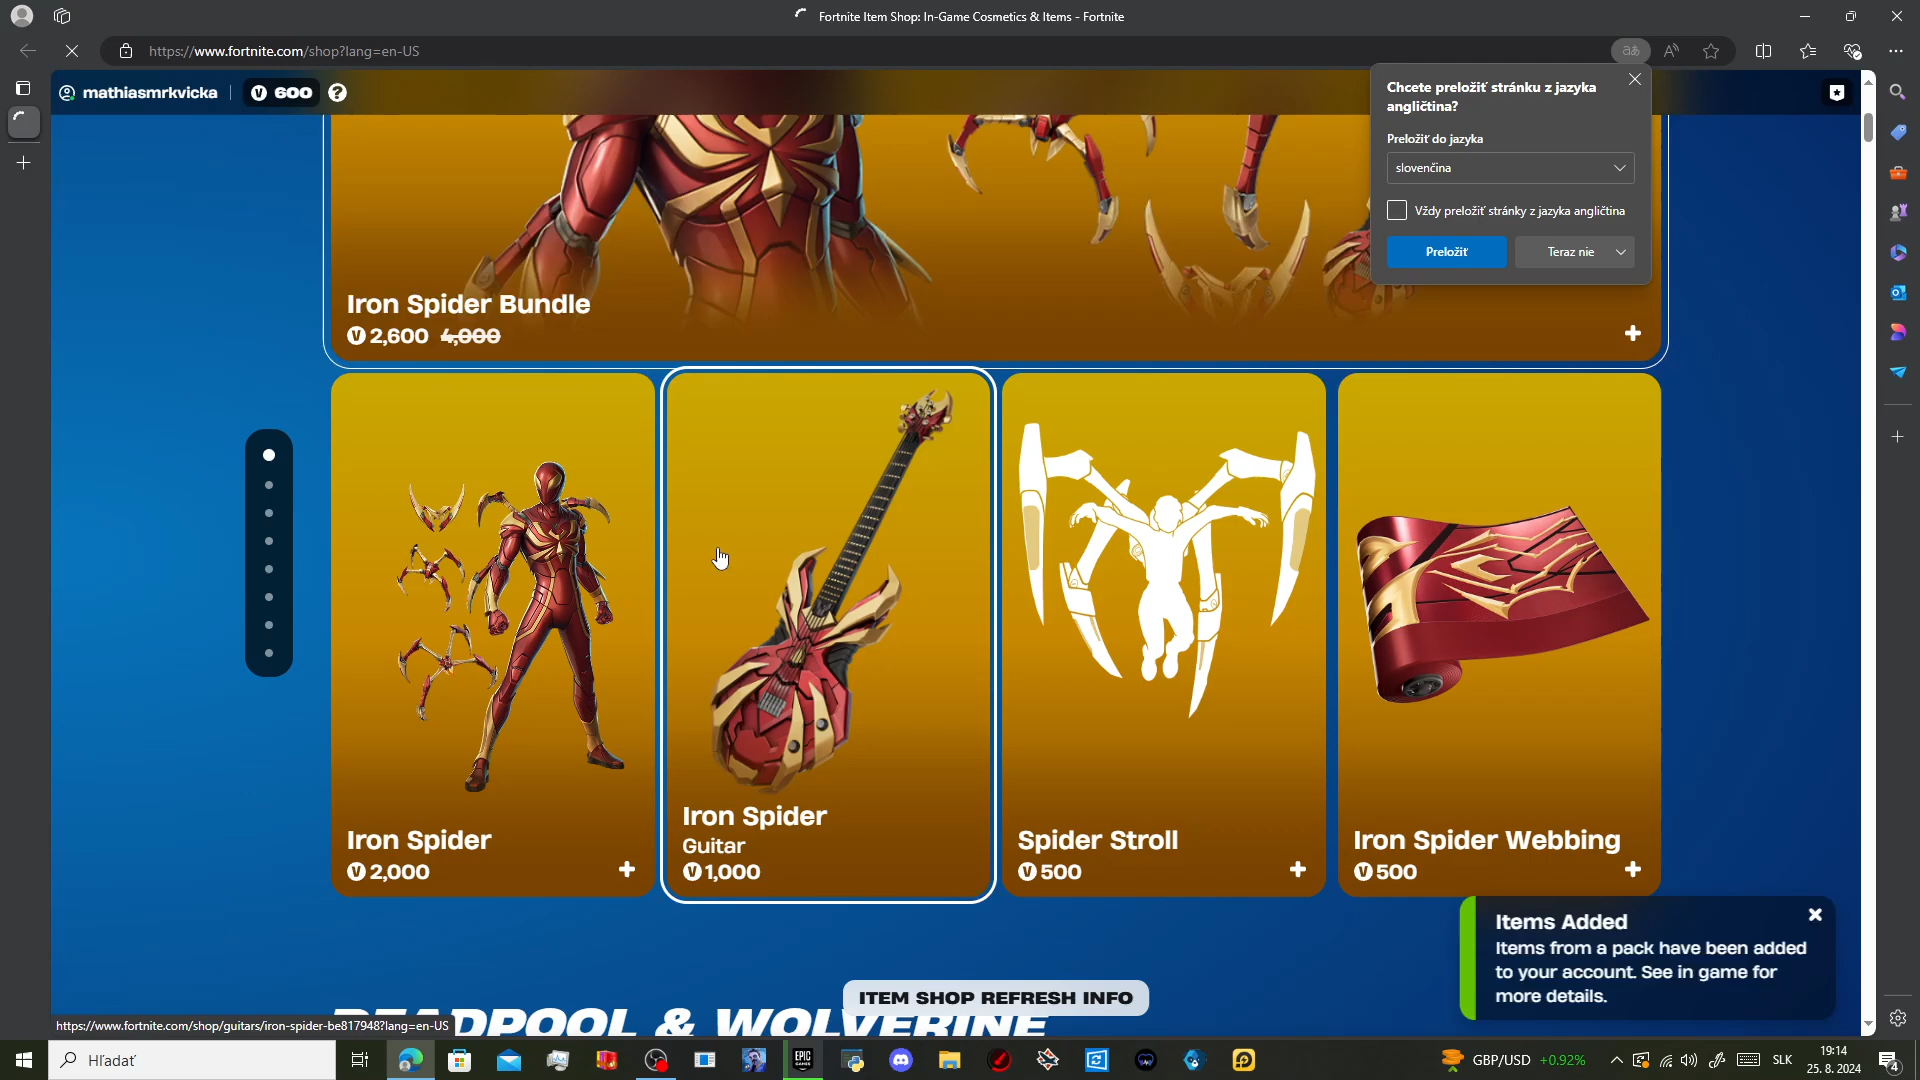 Fortnite Item Shop: In-Game Cosmetics & Items - Fortnite
https://www.fortnite.com/shop?lang=en-US
mathiasmrkvicka
600
?
Chcete preložiť stránku z jazyka
angličtina?
Preložiť do jazyka
slovenčina
Vždy preložiť stránky z jazyka angličtina
Preložiť
Teraz nie
Iron Spider Bundle
2,600 4,000
Iron Spider
2,000
Iron Spider
Guitar
1,000
Spider Stroll
500
Iron Spider Webbing
500
Items Added
Items from a pack have been added
to your account. See in game for
more details.
ITEM SHOP REFRESH INFO
DEADPOOL & WOLVERINE
https://www.fortnite.com/shop/guitars/iron-spider-be817948?lang=en-US
Hľadať
EPIC
GAMES
GBP/USD +0.92%
SLK
19:14
25. 8. 2024
4